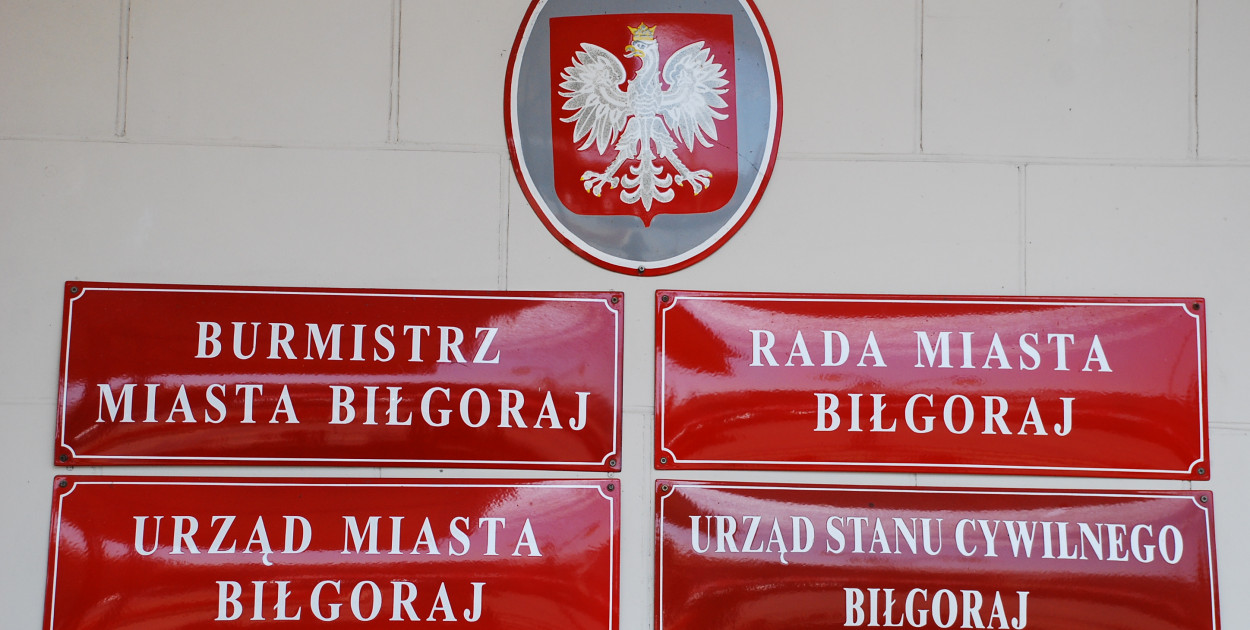 BURMISTRZ
MIASTA BIŁGORAJ
RADA MIASTA
BIŁGORAJ
URZĄD MIASTA
BIŁGORAJ
URZĄD STANU CYWILNEGO
BIŁGORAJ